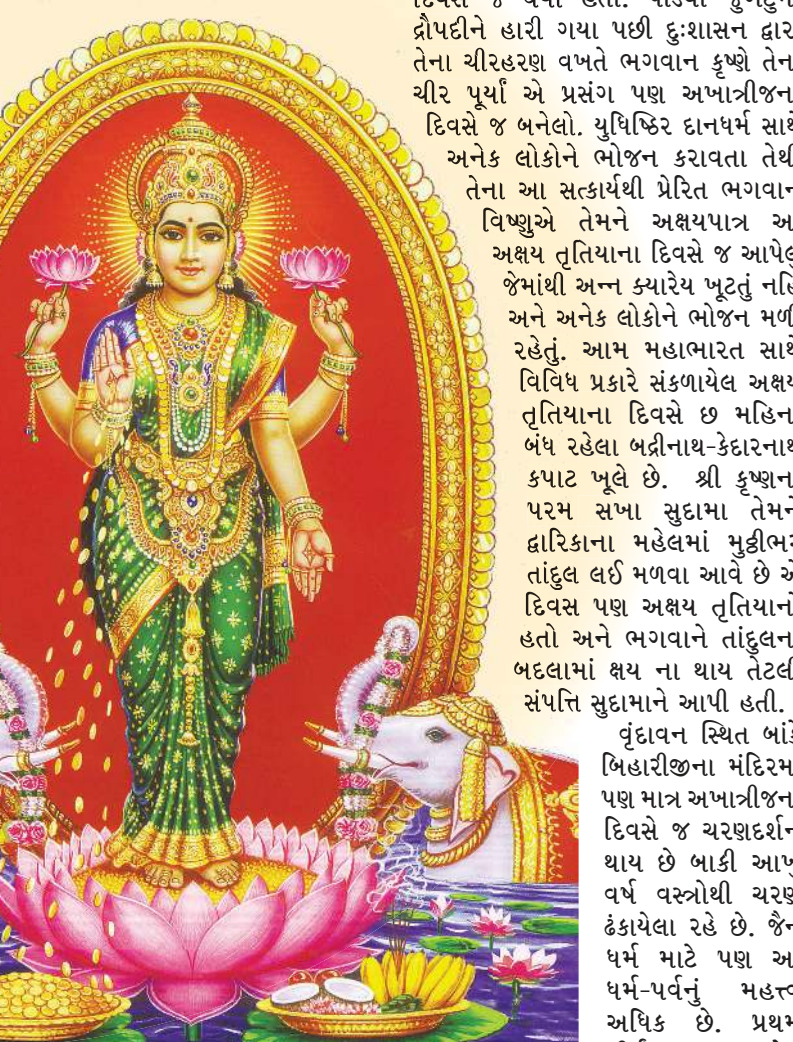 દ્રૌપદીને હારી ગયા પછી દુઃશાસન દ્વાર
તેના ચીરહરણ વખતે ભગવાન કૃષ્ણે તેન
ચીર પૂર્યાં એ પ્રસંગ પણ અખાત્રીજન
દિવસે જ બનેલો. યુધિષ્ઠિર દાનધર્મ સાથે
અનેક લોકોને ભોજન કરાવતા તેથી
તેના આ સત્કાર્યથી પ્રેરિત ભગવાન
વિષ્ણુએ તેમને અક્ષયપાત્ર અ
અક્ષય તૃતિયાના દિવસે જ આપેલુ
જેમાંથી અન્ન ક્યારેય ખૂટતું નહિ
અને અનેક લોકોને ભોજન મળી
રહેતું. આમ મહાભારત સાથે
વિવિધ પ્રકારે સંકળાયેલ અક્ષય
તૃતિયાના દિવસે છ મહિન
બંધ રહેલા બદ્રીનાથ-કેદારનાથ
કપાટ ખૂલે છે. શ્રી કૃષ્ણન
પરમ સખા સુદામા તેમને
દ્વારિકાના મહેલમાં મુઠ્ઠીભર
તાંદુલ લઈ મળવા આવે છે એ
દિવસ પણ અક્ષય તૃતિયાનો
હતો અને ભગવાને તાંદુલન
બદલામાં ક્ષય ના થાય તેટલી
સંપત્તિ સુદામાને આપી હતી.
વૃંદાવન સ્થિત બાંકે
બિહારીજીના મંદિરમ
પણ માત્ર અખાત્રીજન
દિવસે જ ચરણદર્શન
થાય છે બાકી આખુ
વર્ષ વસ્ત્રોથી ચરણ
ઢંકાયેલા રહે છે. જૈન
ધર્મ માટે પણ અ
ધર્મ-પર્વનું મહત્ત્વ
અધિક છે. પ્રથમ